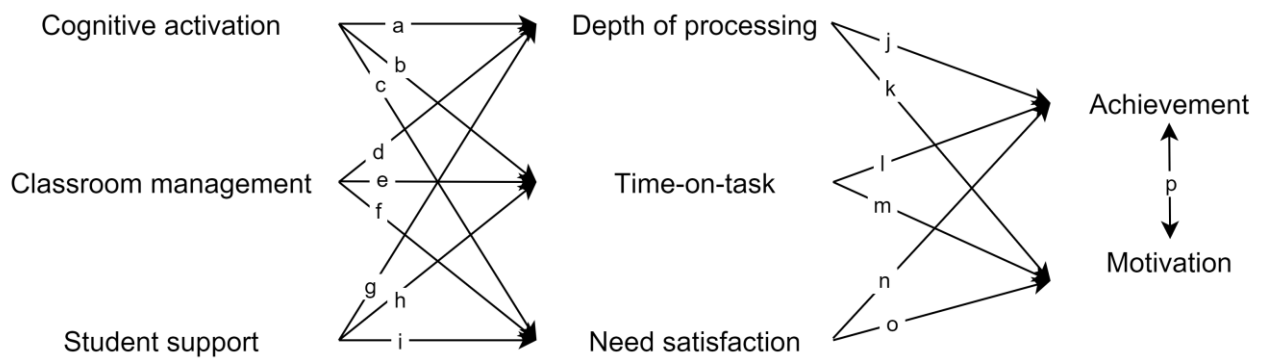 Cognitive activation
a
Depth of processing
b
c
j
k
Achievement
d
l
Classroom management
e
Time-on-task
p
f
m
Motivation
g
h
n
Student support
i
Need satisfaction
o